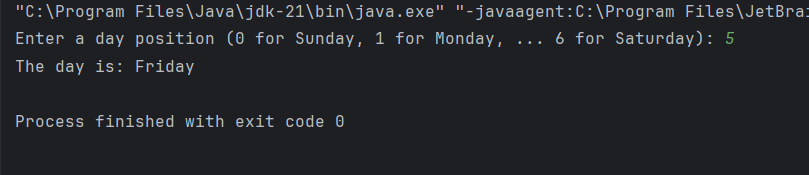 "C:\Program Files\Java\jdk-21\bin\java.exe" "-javaagent:C:\Program Files\JetBrai
Enter a day position (0 for Sunday, 1 for Monday, ... 6 for Saturday): 5
The day is: Friday
Process finished with exit code 0